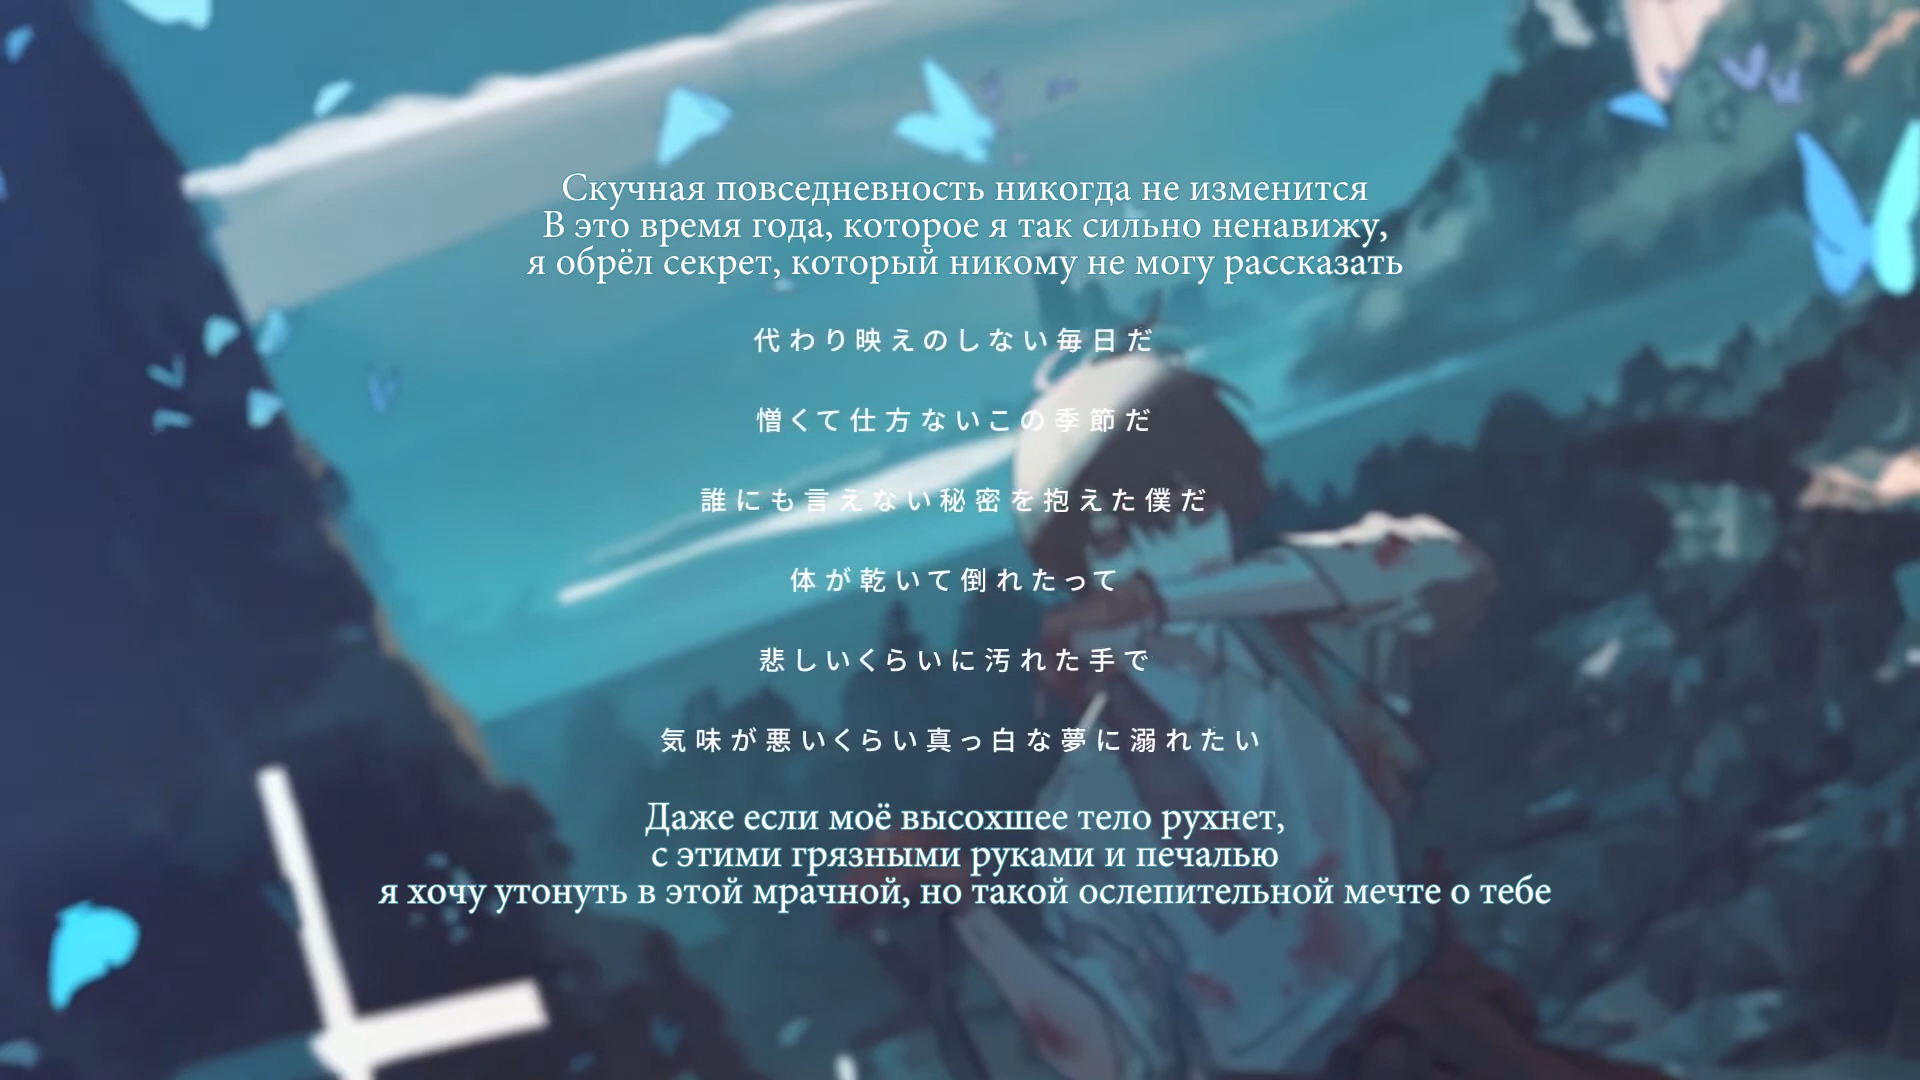 Скучная повседневность никогда не изменится
В это время года, которое я так сильно ненавижу,
я обрёл секрет, который никому не могу рассказать
代わり映えのしない毎日だ
憎くて仕方ないこの季節だ
誰にも言えない秘密を抱えた僕だ
体が乾いて倒れたって
悲しいくらいに汚れた手で
気味が悪いくらい真っ白な夢に溺れたい
Даже если моё высохшее тело рухнет,
с этими грязными руками и печалью
я хочу утонуть в этой мрачной, но такой ослепительной мечте о тебе